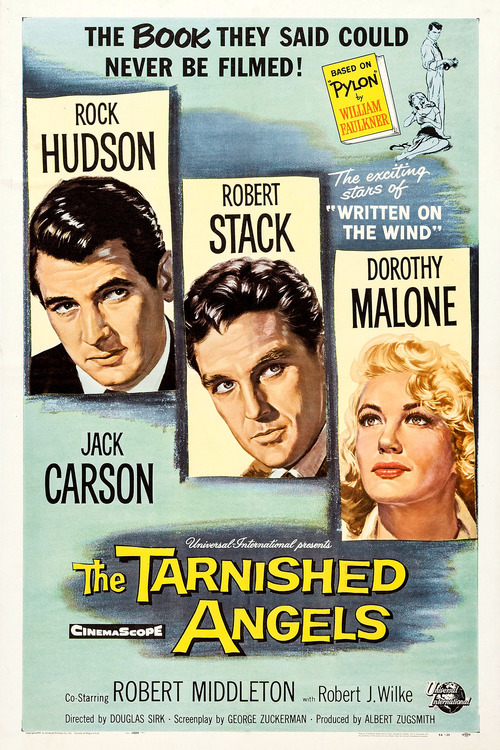 THE BOOK THEY SAID COULD
NEVER BE FILMED!
BASED ON
"PYLON"
by
WILLIAM
FAULKNER
ROCK
HUDSON
The exciting
stars of
"WRITTEN ON
THE WIND"
ROBERT
STACK
DOROTHY
MALONE
JACK
CARSON
Universal-International presents
The TARNISHED
ANGELS
CINEMASCOPE
Co-Starring ROBERT MIDDLETON with Robert J. Wilke
Directed by DOUGLAS SIRK · Screenplay by GEORGE ZUCKERMAN · Produced by ALBERT ZUGSMITH
Universal
International